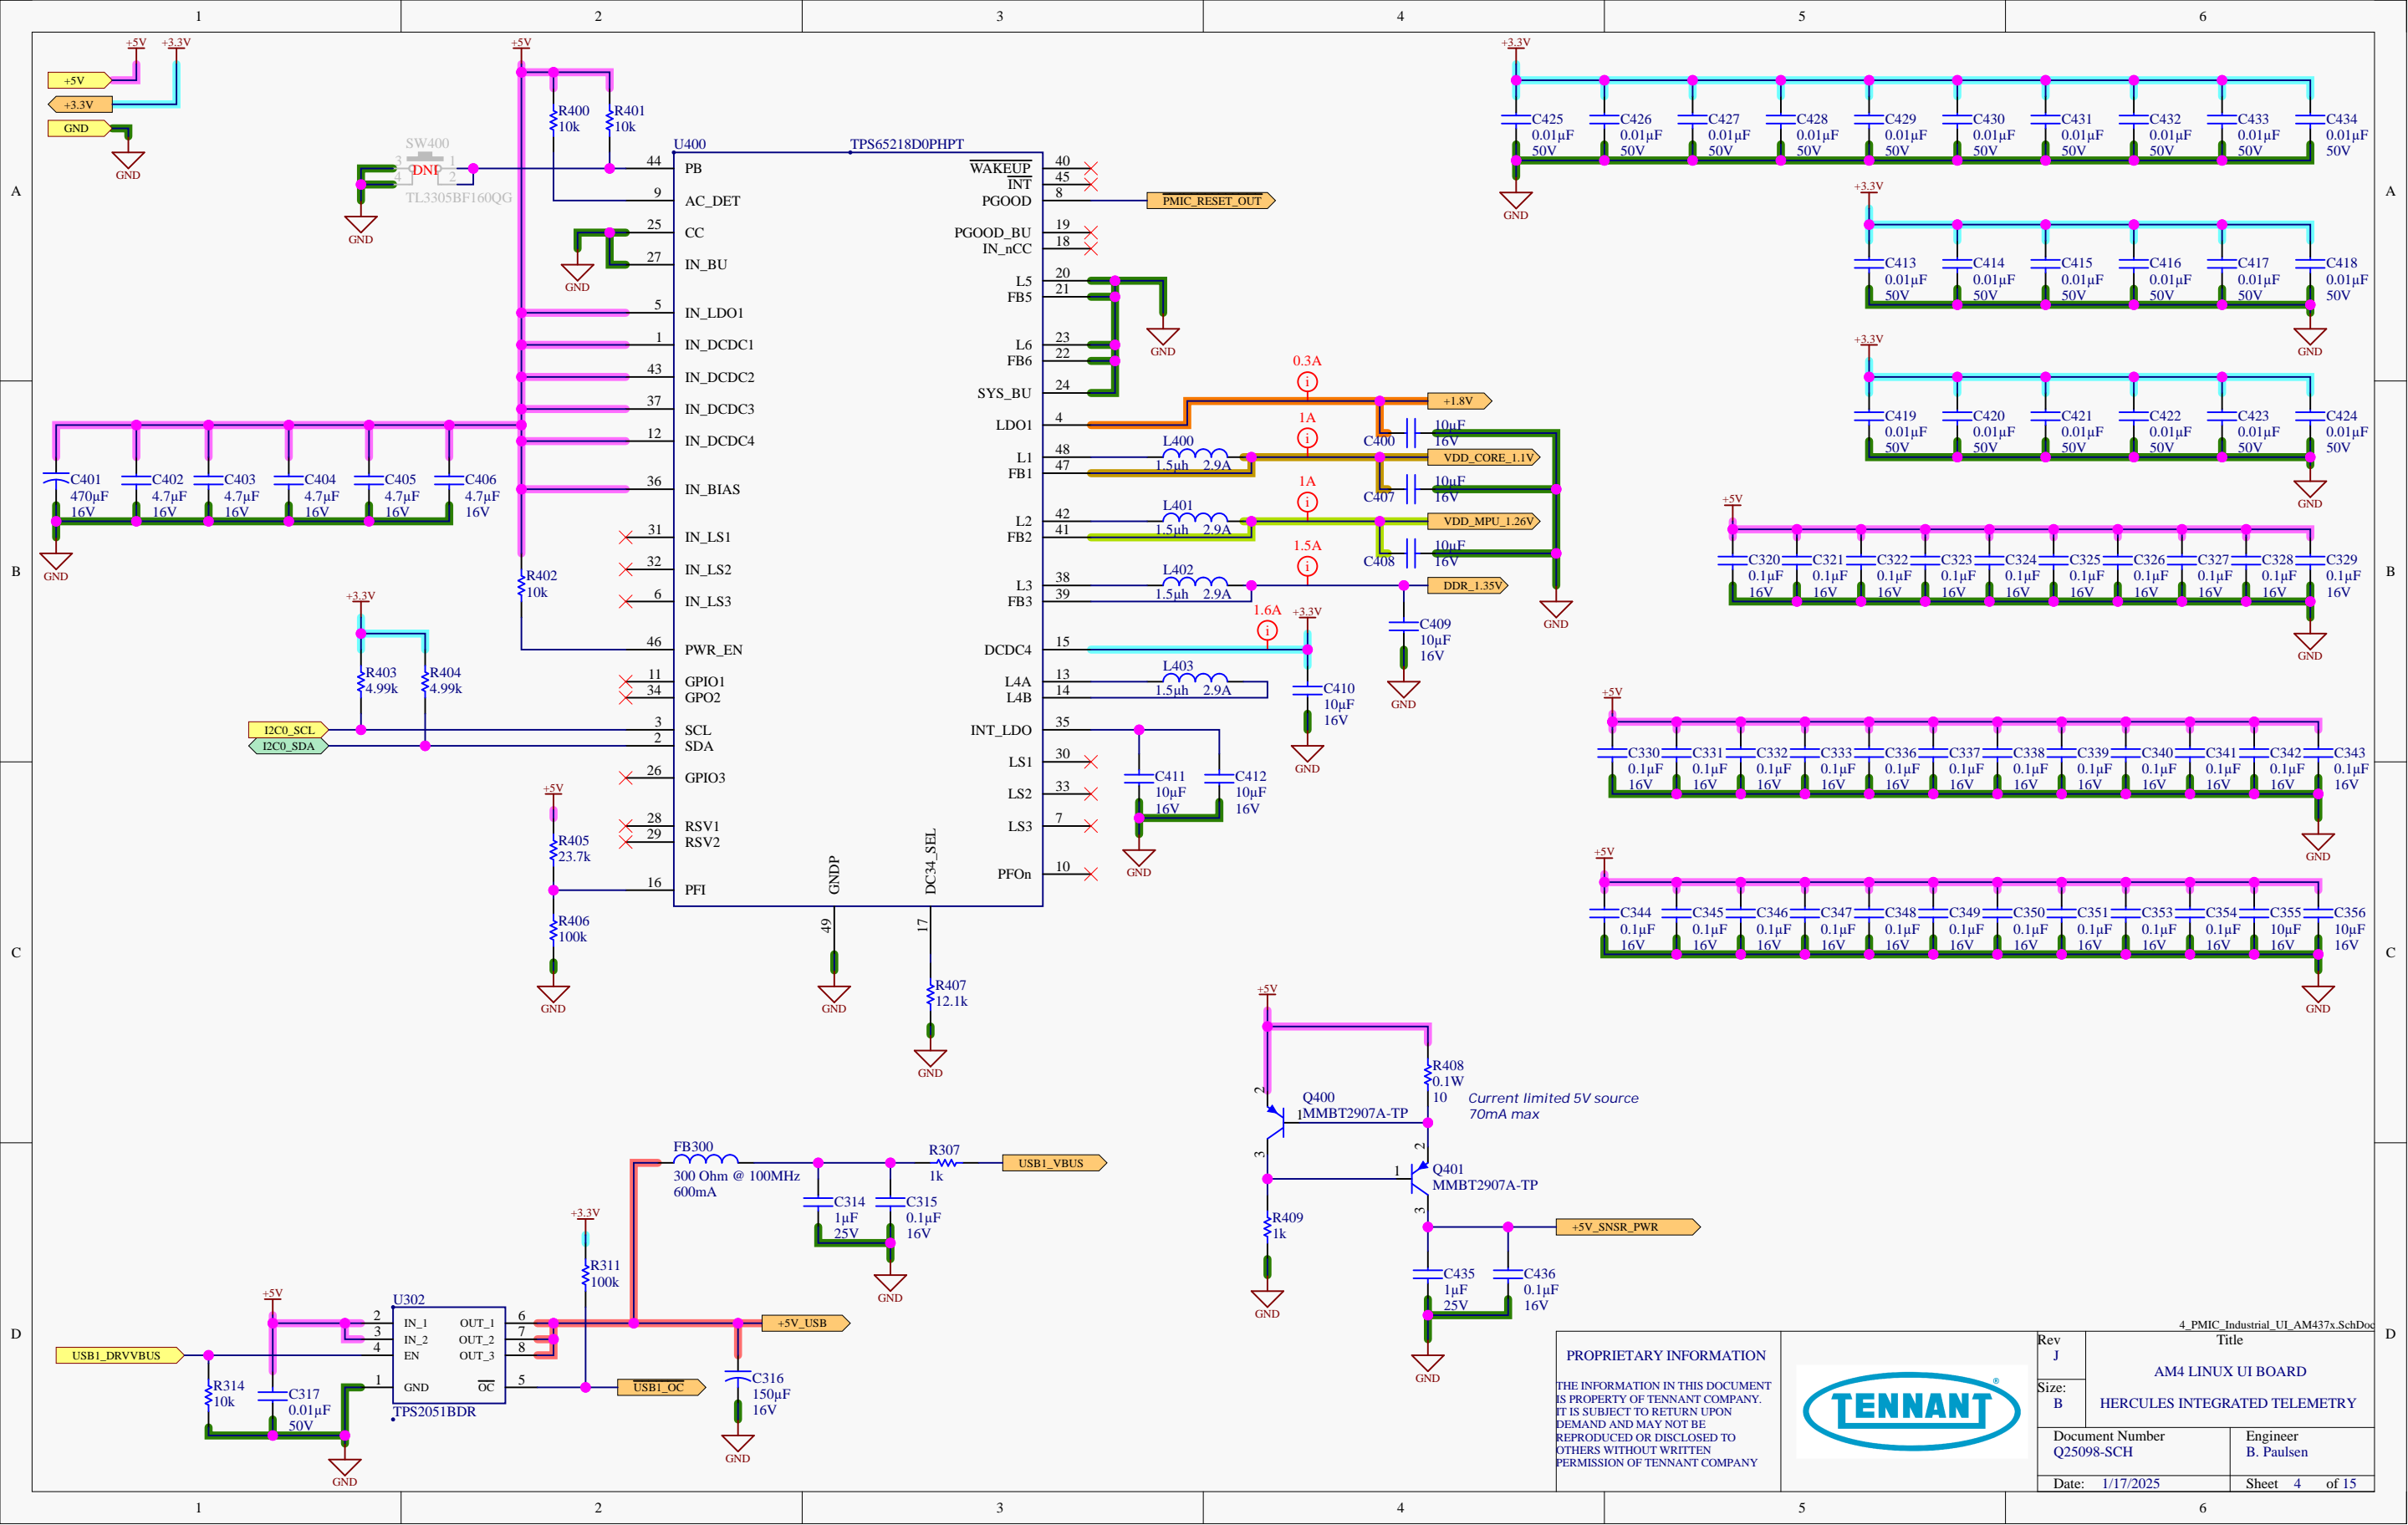 1 2 3 4 5 6
A
B
C
D
+5V
+3.3V
+5V
+3.3V
GND
GND
SW400
3 1
4 2
DNI
TL3305BF160QG
GND
+5V
R400
10k
R401
10k
GND
U400
TPS65218D0PHPT
44 PB
9 AC_DET
25 CC
27 IN_BU
5 IN_LDO1
1 IN_DCDC1
43 IN_DCDC2
37 IN_DCDC3
12 IN_DCDC4
36 IN_BIAS
31 IN_LS1
32 IN_LS2
6 IN_LS3
46 PWR_EN
11 GPIO1
34 GPO2
3 SCL
2 SDA
26 GPIO3
28 RSV1
29 RSV2
16 PFI
49 GNDP
17 DC34_SEL
WAKEUP 40
INT 45
PGOOD 8
PGOOD_BU 19
IN_nCC 18
L5 20
FB5 21
L6 23
FB6 22
SYS_BU 24
LDO1 4
L1 48
FB1 47
L2 42
FB2 41
L3 38
FB3 39
DCDC4 15
L4A 13
L4B 14
INT_LDO 35
LS1 30
LS2 33
LS3 7
PFOn 10
PMIC_RESET_OUT
GND
0.3A
i
+1.8V
1A
i
C400
10µF
16V
L400
1.5µh 2.9A
VDD_CORE_1.1V
1A
i
C407
10µF
16V
L401
1.5µh 2.9A
VDD_MPU_1.26V
1.5A
i
C408
10µF
16V
L402
1.5µh 2.9A
DDR_1.35V
GND
1.6A
i
+3.3V
C409
10µF
16V
GND
L403
1.5µh 2.9A
C410
10µF
16V
GND
C411
10µF
16V
C412
10µF
16V
GND
C401
470µF
16V
C402
4.7µF
16V
C403
4.7µF
16V
C404
4.7µF
16V
C405
4.7µF
16V
C406
4.7µF
16V
GND
R402
10k
+3.3V
R403
4.99k
R404
4.99k
I2C0_SCL
I2C0_SDA
+5V
R405
23.7k
R406
100k
GND
GND
R407
12.1k
GND
+3.3V
C425
0.01µF
50V
C426
0.01µF
50V
C427
0.01µF
50V
C428
0.01µF
50V
C429
0.01µF
50V
C430
0.01µF
50V
C431
0.01µF
50V
C432
0.01µF
50V
C433
0.01µF
50V
C434
0.01µF
50V
GND
+3.3V
C413
0.01µF
50V
C414
0.01µF
50V
C415
0.01µF
50V
C416
0.01µF
50V
C417
0.01µF
50V
C418
0.01µF
50V
GND
+3.3V
C419
0.01µF
50V
C420
0.01µF
50V
C421
0.01µF
50V
C422
0.01µF
50V
C423
0.01µF
50V
C424
0.01µF
50V
GND
+5V
C320
0.1µF
16V
C321
0.1µF
16V
C322
0.1µF
16V
C323
0.1µF
16V
C324
0.1µF
16V
C325
0.1µF
16V
C326
0.1µF
16V
C327
0.1µF
16V
C328
0.1µF
16V
C329
0.1µF
16V
GND
+5V
C330
0.1µF
16V
C331
0.1µF
16V
C332
0.1µF
16V
C333
0.1µF
16V
C336
0.1µF
16V
C337
0.1µF
16V
C338
0.1µF
16V
C339
0.1µF
16V
C340
0.1µF
16V
C341
0.1µF
16V
C342
0.1µF
16V
C343
0.1µF
16V
GND
+5V
C344
0.1µF
16V
C345
0.1µF
16V
C346
0.1µF
16V
C347
0.1µF
16V
C348
0.1µF
16V
C349
0.1µF
16V
C350
0.1µF
16V
C351
0.1µF
16V
C353
0.1µF
16V
C354
0.1µF
16V
C355
10µF
16V
C356
10µF
16V
GND
+5V
R408
0.1W
10
Current limited 5V source
70mA max
2
Q400
1 MMBT2907A-TP
3
2
1 Q401
MMBT2907A-TP
3
R409
1k
GND
+5V_SNSR_PWR
C435
1µF
25V
C436
0.1µF
16V
GND
FB300
300 Ohm @ 100MHz
600mA
R307
1k
USB1_VBUS
C314
1µF
25V
C315
0.1µF
16V
GND
+3.3V
R311
100k
+5V
U302
2 IN_1 OUT_1 6
3 IN_2 OUT_2 7
4 EN OUT_3 8
1 GND OC 5
TPS2051BDR
+5V_USB
USB1_DRVVBUS
USB1_OC
R314
10k
C317
0.01µF
50V
GND
C316
150µF
16V
GND
4_PMIC_Industrial_UI_AM437x.SchDoc
PROPRIETARY INFORMATION
THE INFORMATION IN THIS DOCUMENT
IS PROPERTY OF TENNANT COMPANY.
IT IS SUBJECT TO RETURN UPON
DEMAND AND MAY NOT BE
REPRODUCED OR DISCLOSED TO
OTHERS WITHOUT WRITTEN
PERMISSION OF TENNANT COMPANY
TENNANT®
Rev
J
Size:
B
Title
AM4 LINUX UI BOARD
HERCULES INTEGRATED TELEMETRY
Document Number
Q25098-SCH
Engineer
B. Paulsen
Date: 1/17/2025
Sheet 4 of 15
A
B
C
D
1 2 3 4 5 6